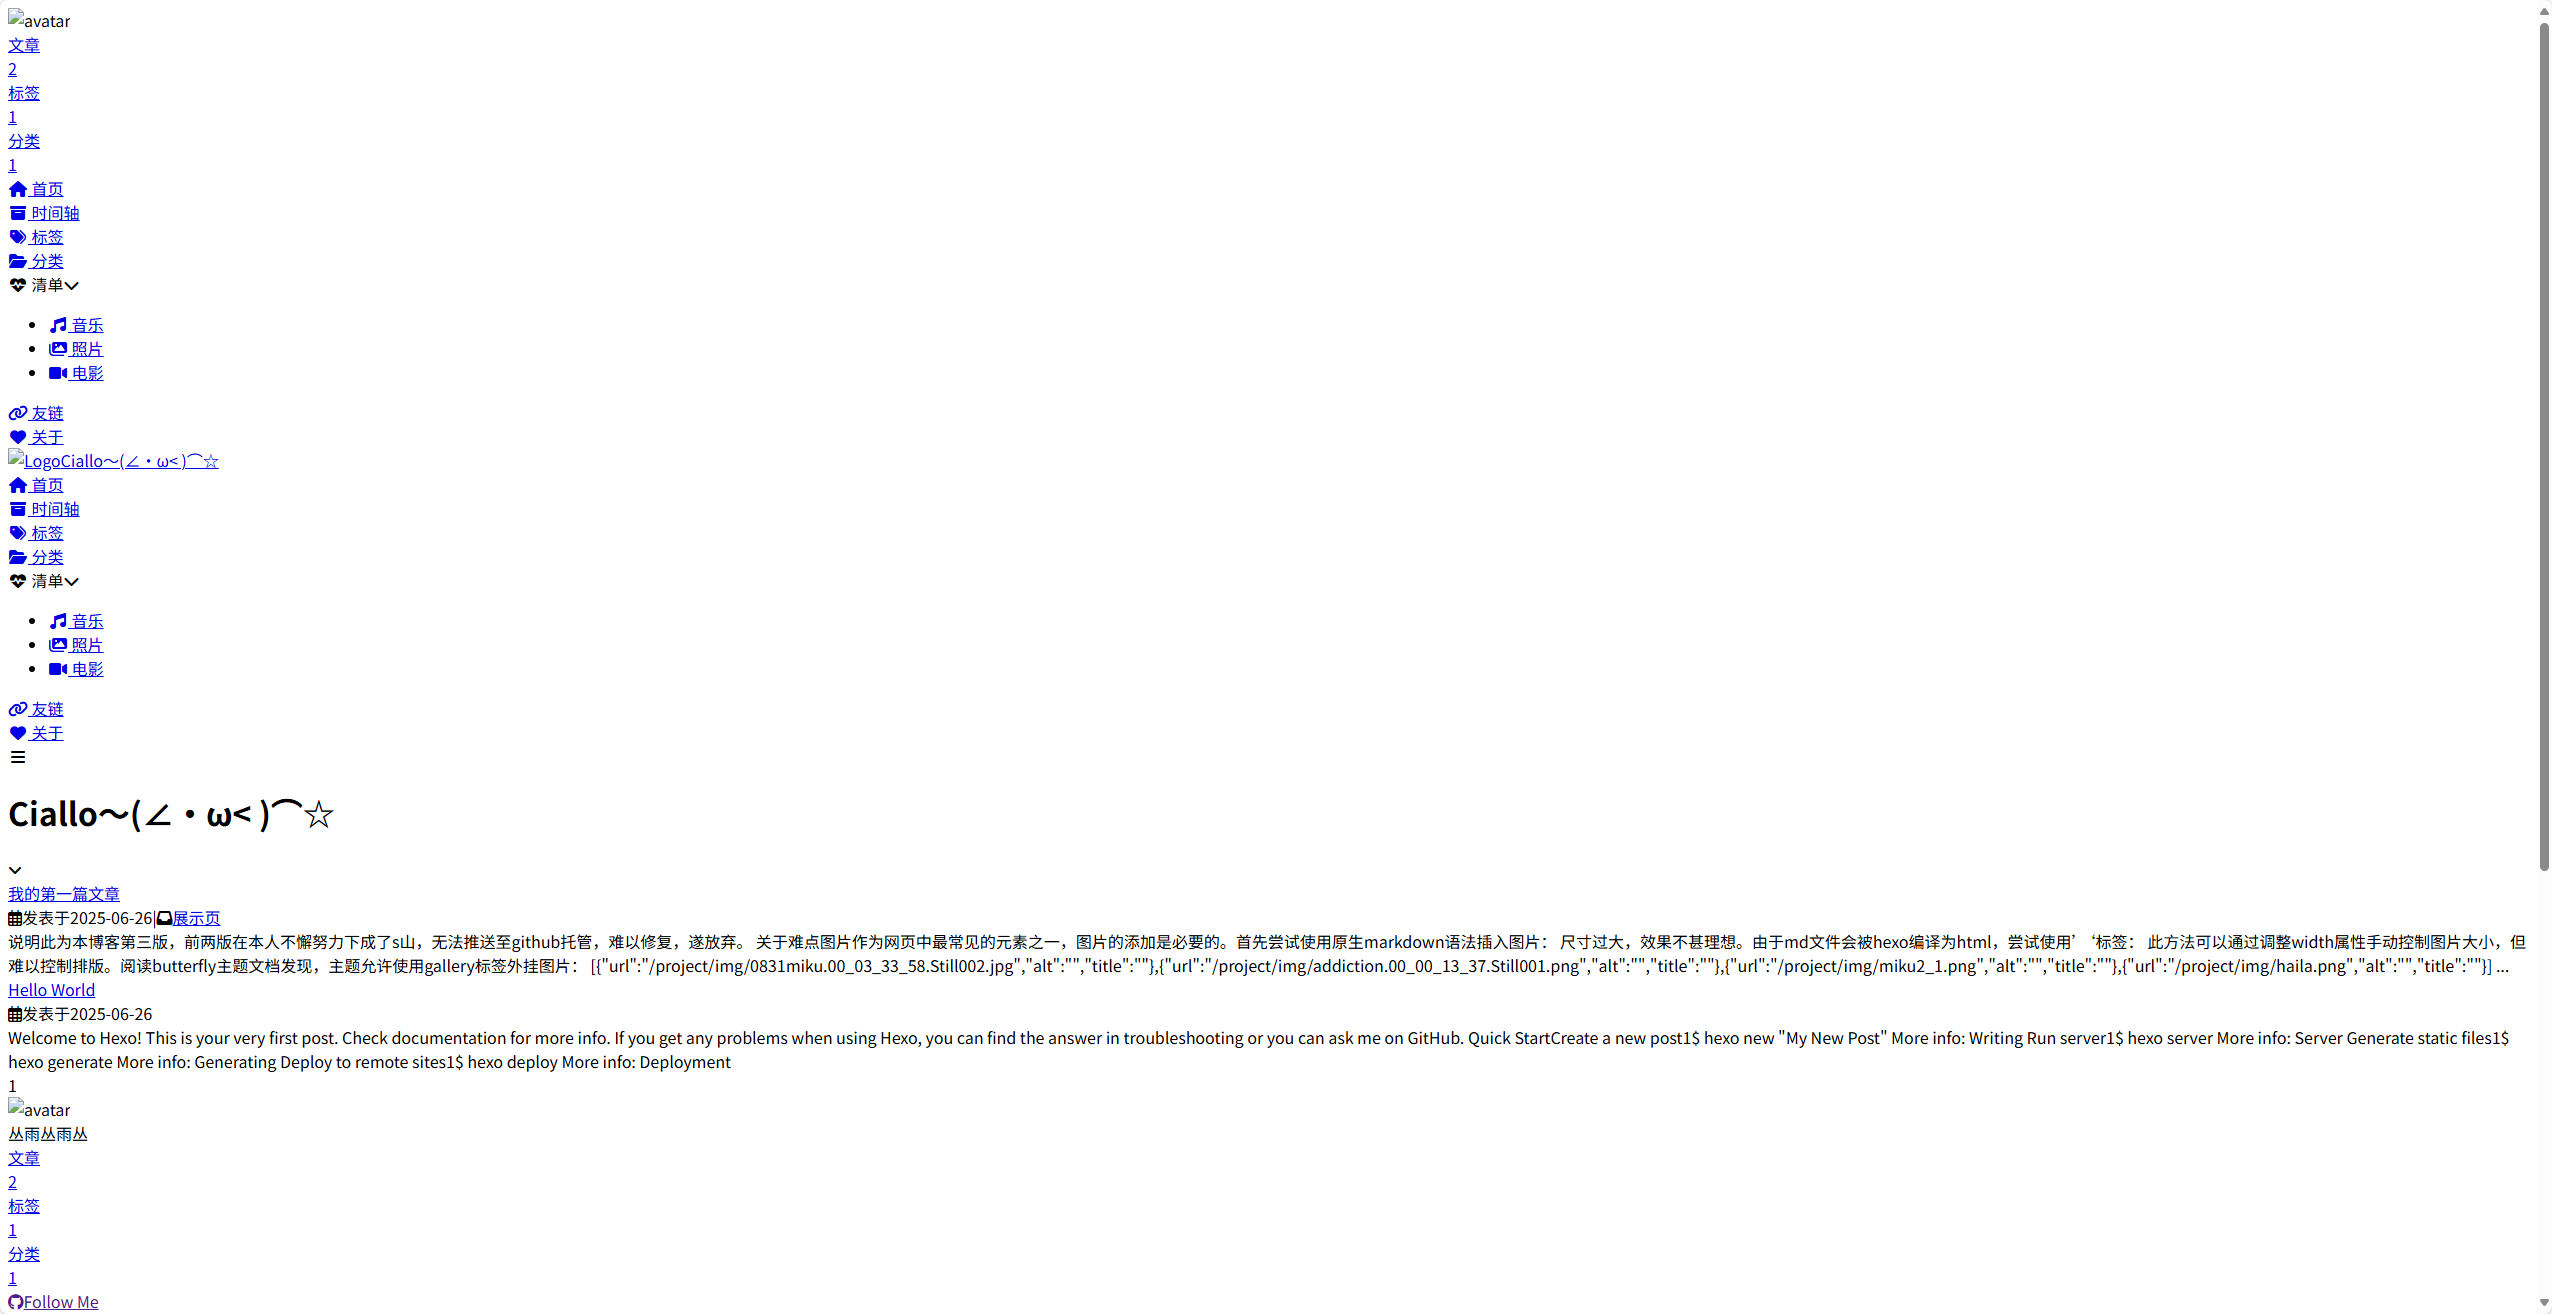 avatar
文章
2
标签
1
分类
1
首页
时间轴
标签
分类
清单
音乐
照片
电影
友链
关于
LogoCiallo～(∠・ω< )⌒☆
首页
时间轴
标签
分类
清单
音乐
照片
电影
友链
关于
Ciallo～(∠・ω< )⌒☆
我的第一篇文章
发表于2025-06-26|展示页
说明此为本博客第三版，前两版在本人不懈努力下成了s山，无法推送至github托管，难以修复，遂放弃。 关于难点图片作为网页中最常见的元素之一，图片的添加是必要的。首先尝试使用原生markdown语法插入图片： 尺寸过大，效果不甚理想。由于md文件会被hexo编译为html，尝试使用’‘标签： 此方法可以通过调整width属性手动控制图片大小，但
难以控制排版。阅读butterfly主题文档发现，主题允许使用gallery标签外挂图片： [{"url":"/project/img/0831miku.00_03_33_58.Still002.jpg","alt":"","title":""},{"url":"/project/img/addiction.00_00_13_37.Still001.png","alt":"","title":""},{"url":"/project/img/miku2_1.png","alt":"","title":""},{"url":"/project/img/haila.png","alt":"","title":""}] ...
Hello World
发表于2025-06-26
Welcome to Hexo! This is your very first post. Check documentation for more info. If you get any problems when using Hexo, you can find the answer in troubleshooting or you can ask me on GitHub. Quick StartCreate a new post1$ hexo new "My New Post" More info: Writing Run server1$ hexo server More info: Server Generate static files1$
hexo generate More info: Generating Deploy to remote sites1$ hexo deploy More info: Deployment
1
avatar
丛雨丛雨丛
文章
2
标签
1
分类
1
Follow Me